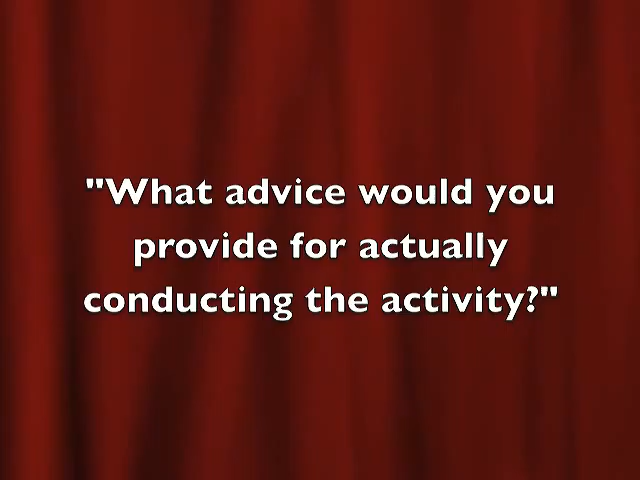 "What advice would you
provide for actually
conducting the activity?"